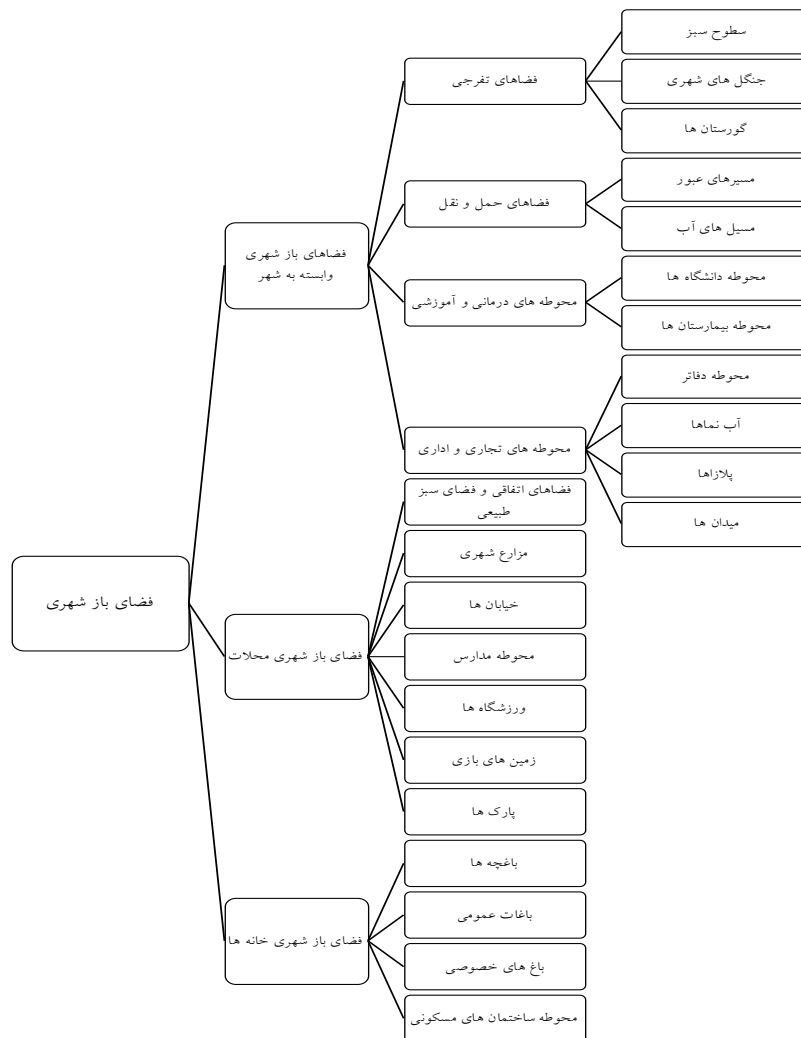 فضای باز شهری
فضاهای باز شهری
وابسته به شهر
فضاهای تفرجی
سطوح سبز
جنگل های شهری
گورستان ها
فضاهای حمل و نقل
مسیرهای عبور
مسیل های آب
محوطه های درمانی و آموزشی
محوطه دانشگاه ها
محوطه بیمارستان ها
محوطه های تجاری و اداری
محوطه دفاتر
آب نماها
پلازاها
میدان ها
فضای باز شهری محلات
فضاهای اتفاقی و فضای سبز
طبیعی
مزارع شهری
خیابان ها
محوطه مدارس
ورزشگاه ها
زمین های بازی
پارک ها
فضای باز شهری خانه ها
باغچه ها
باغات عمومی
باغ های خصوصی
محوطه ساختمان های مسکونی